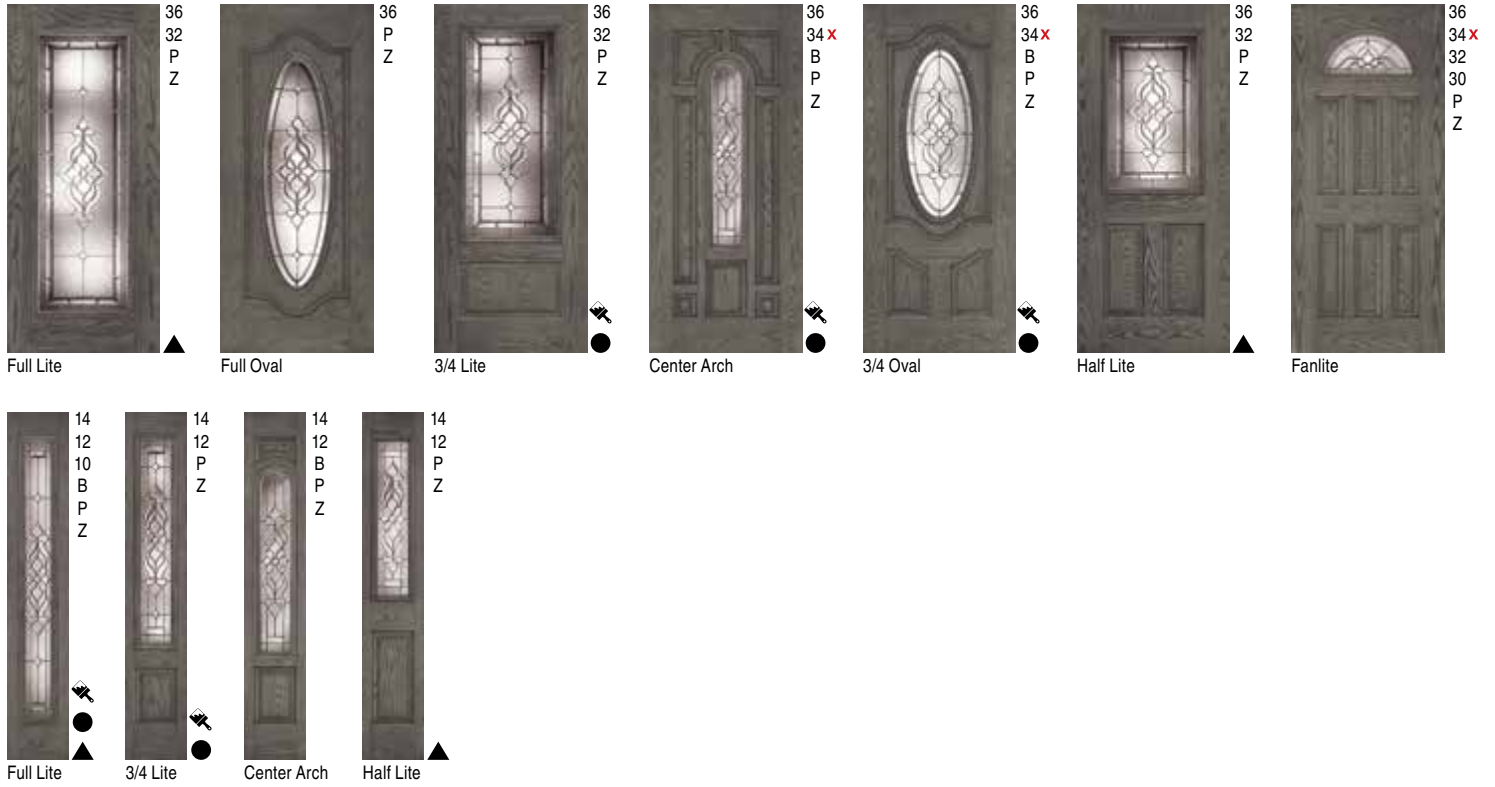 36
32
P
Z
Full Lite
36
P
Z
Full Oval
36
32
P
Z
3/4 Lite
36
34 x
B
P
Z
Center Arch
36
34 x
B
P
Z
3/4 Oval
36
32
P
Z
Half Lite
36
34 x
32
30
P
Z
Fanlite
14
12
10
B
P
Z
Full Lite
14
12
P
Z
3/4 Lite
14
12
B
P
Z
Center Arch
14
12
P
Z
Half Lite